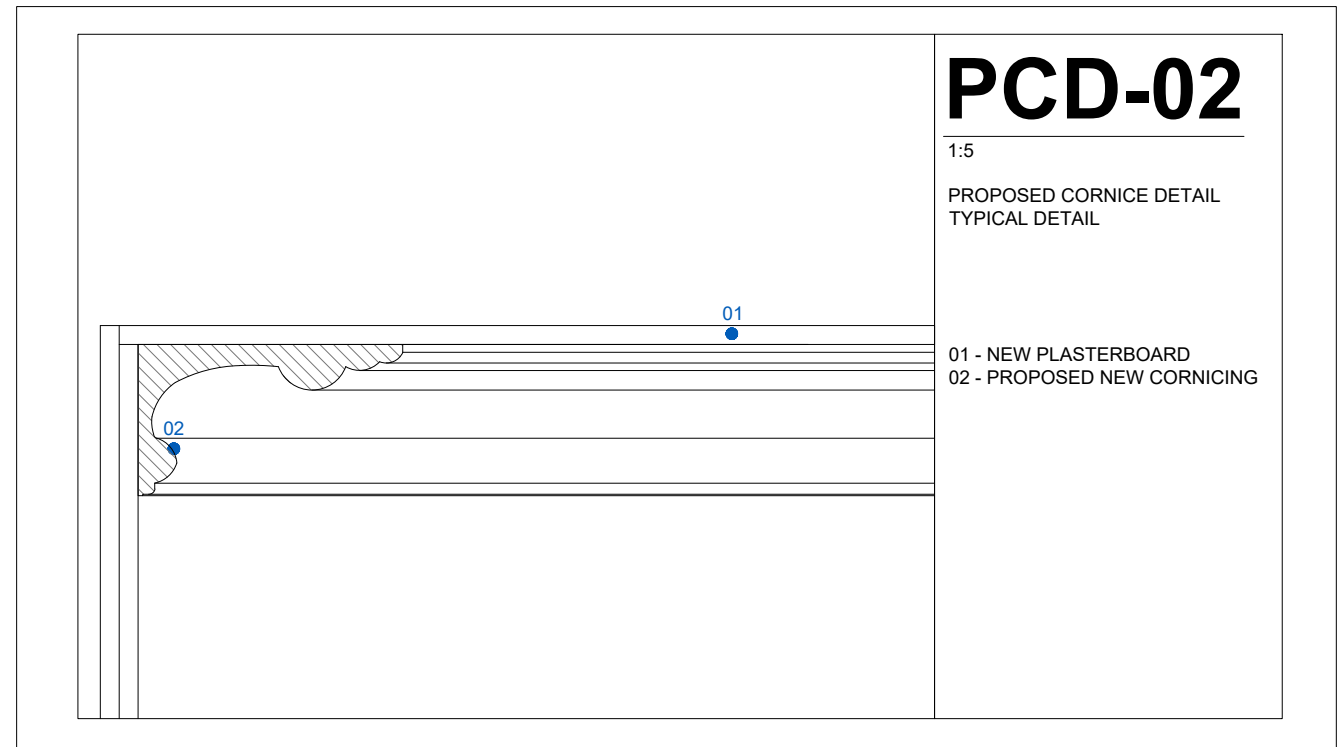 PCD-02
1:5
PROPOSED CORNICE DETAIL
TYPICAL DETAIL
01
01 - NEW PLASTERBOARD
02 - PROPOSED NEW CORNICING
02